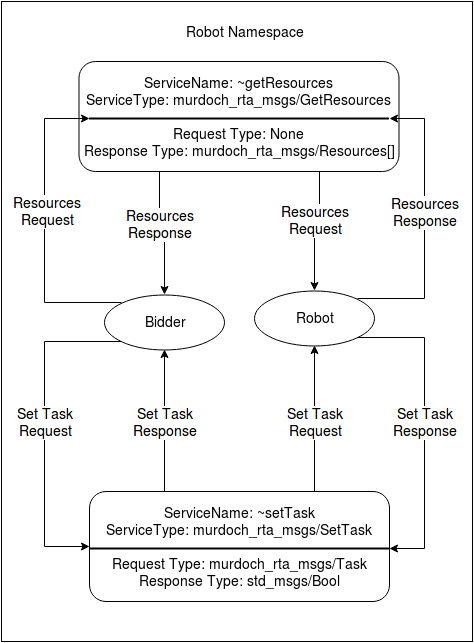 Robot Namespace
ServiceName: ~getResources
ServiceType: murdoch_rta_msgs/GetResources
Request Type: None
Response Type: murdoch_rta_msgs/Resources[]
Resources
Request
Resources
Response
Resources
Request
Resources
Response
Bidder
Robot
Set Task
Request
Set Task
Response
Set Task
Request
Set Task
Response
ServiceName: ~setTask
ServiceType: murdoch_rta_msgs/SetTask
Request Type: murdoch_rta_msgs/Task
Response Type: std_msgs/Bool